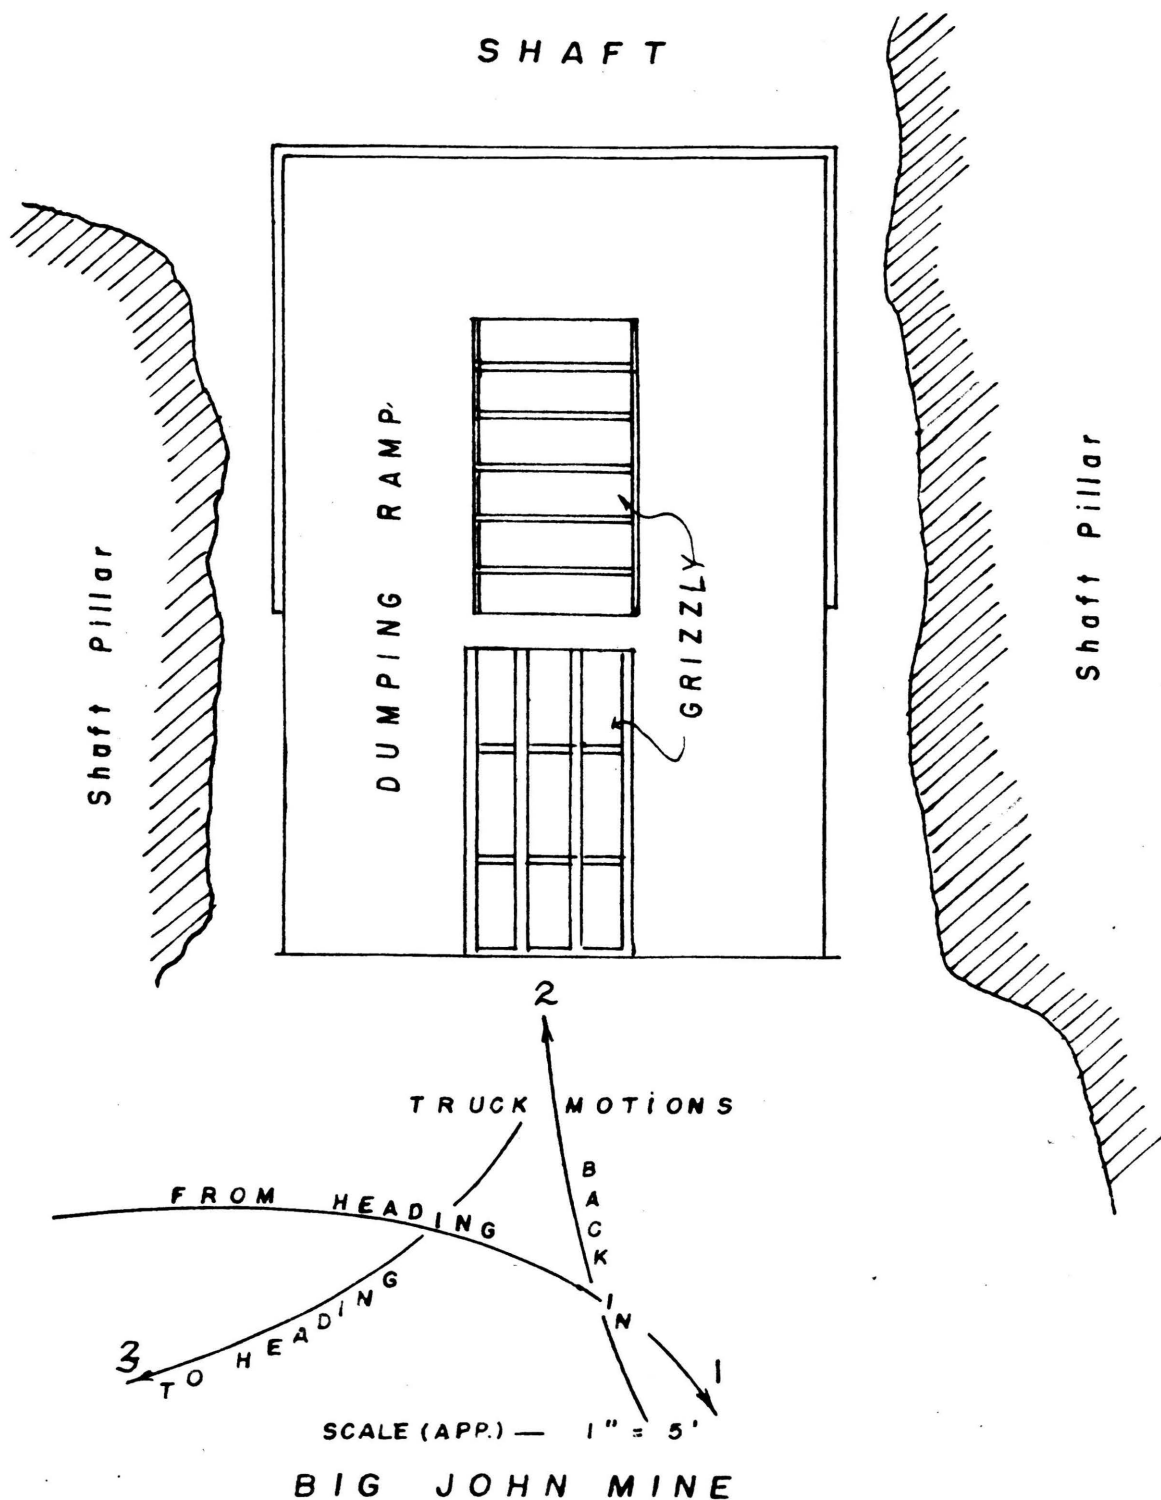 SHAFT
Shaft Pillar
DUMPING RAMP
GRIZZLY
Shaft Pillar
2
TRUCK MOTIONS
BACK IN
FROM HEADING
TO HEADING
3
1
SCALE (APP.) — 1" = 5'
BIG JOHN MINE